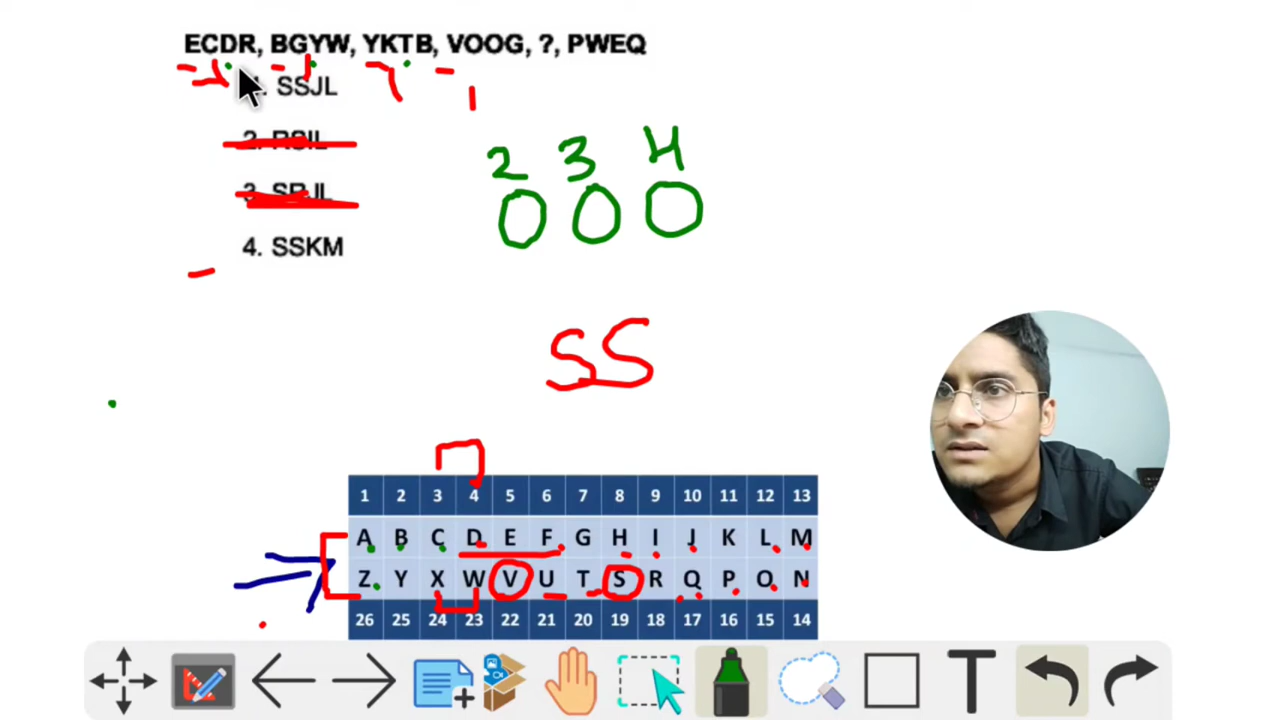 ECDR, BGYW, YKTB, VOOG, ?, PWEQ
SSJL
2. RSIL
3. SRJL
4. SSKM
2 3 4
SS
1 2 3 4 5 6 7 8 9 10 11 12 13
A B C D E F G H I J K L M
Z Y X W V U T S R Q P O N
26 25 24 23 22 21 20 19 18 17 16 15 14
T